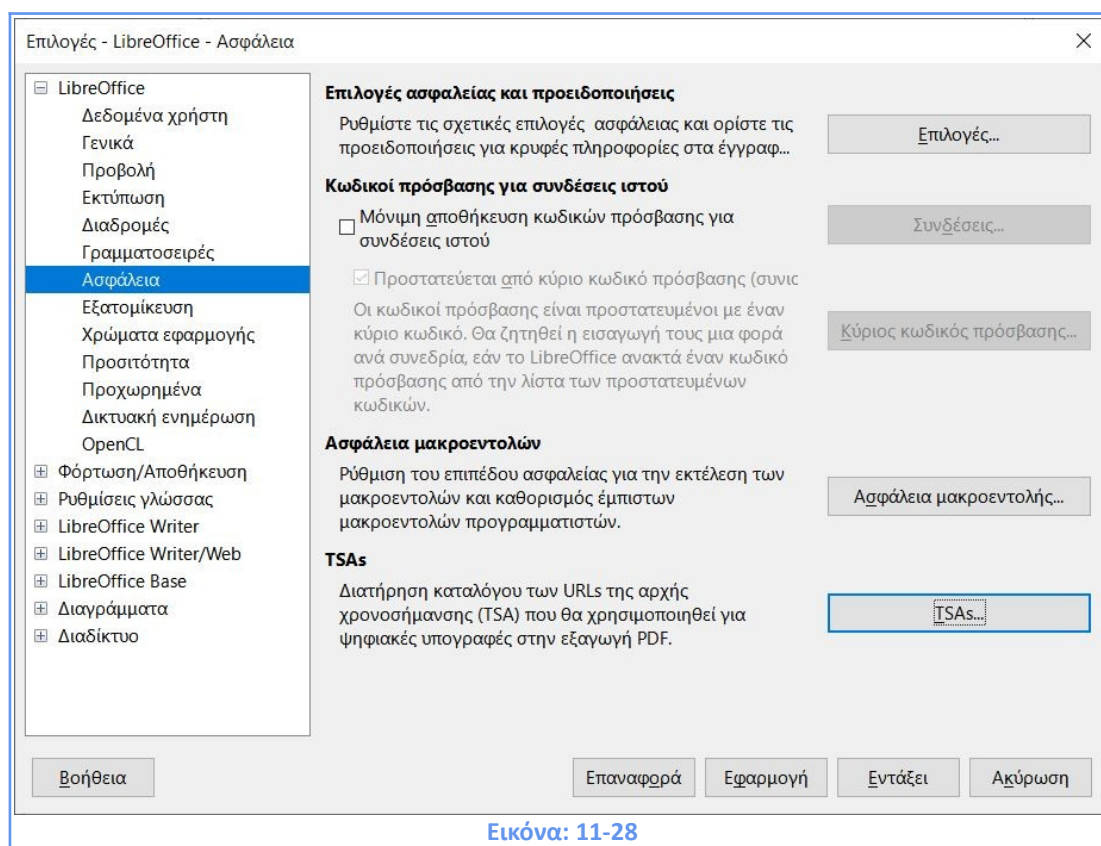 Επιλογές - LibreOffice - Ασφάλεια
LibreOffice
Δεδομένα χρήστη
Γενικά
Προβολή
Εκτύπωση
Διαδρομές
Γραμματοσειρές
Ασφάλεια
Εξατομίκευση
Χρώματα εφαρμογής
Προσιτότητα
Προχωρημένα
Δικτυακή ενημέρωση
OpenCL
Φόρτωση/Αποθήκευση
Ρυθμίσεις γλώσσας
LibreOffice Writer
LibreOffice Writer/Web
LibreOffice Base
Διαγράμματα
Διαδίκτυο
Επιλογές ασφαλείας και προειδοποιήσεις
Ρυθμίστε τις σχετικές επιλογές ασφάλειας και ορίστε τις
προειδοποιήσεις για κρυφές πληροφορίες στα έγγραφ...
Επιλογές...
Κωδικοί πρόσβασης για συνδέσεις ιστού
Μόνιμη αποθήκευση κωδικών πρόσβασης για
συνδέσεις ιστού
Συνδέσεις...
Προστατεύεται από κύριο κωδικό πρόσβασης (συνις
Οι κωδικοί πρόσβασης είναι προστατευμένοι με έναν
κύριο κωδικό. Θα ζητηθεί η εισαγωγή τους μια φορά
ανά συνεδρία, εάν το LibreOffice ανακτά έναν κωδικό
πρόσβασης από την λίστα των προστατευμένων
κωδικών.
Κύριος κωδικός πρόσβασης...
Ασφάλεια μακροεντολών
Ρύθμιση του επιπέδου ασφαλείας για την εκτέλεση των
μακροεντολών και καθορισμός έμπιστων
μακροεντολών προγραμματιστών.
Ασφάλεια μακροεντολής...
TSAs
Διατήρηση καταλόγου των URLs της αρχής
χρονοσήμανσης (TSA) που θα χρησιμοποιηθεί για
ψηφιακές υπογραφές στην εξαγωγή PDF.
TSAs...
Βοήθεια
Επαναφορά
Εφαρμογή
Εντάξει
Ακύρωση
Εικόνα: 11-28